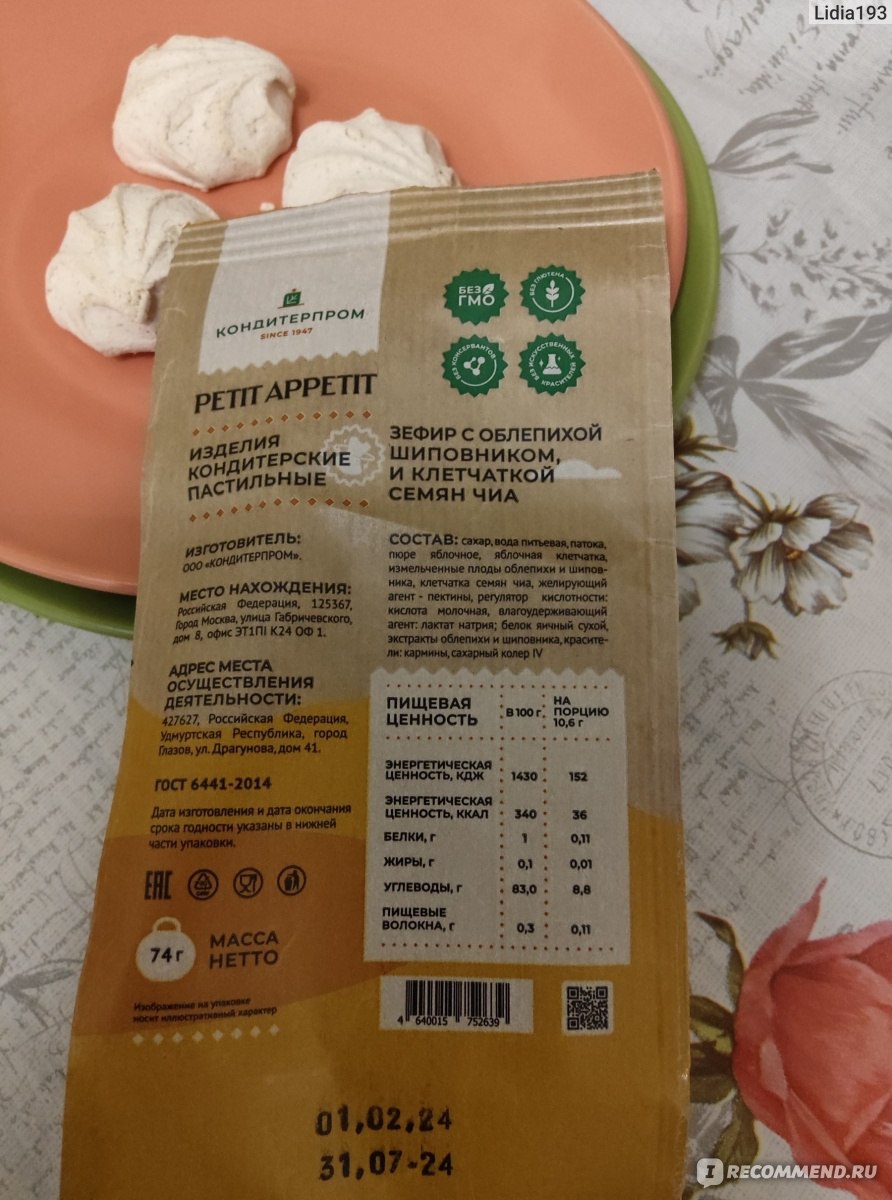 Lidia193
КОНДИТЕРПРОМ
SINCE 1947
БЕЗ
ГМО
БЕЗ ГЛЮТЕНА
БЕЗ КОНСЕРВАНТОВ
БЕЗ ИСКУССТВЕННЫХ
КРАСИТЕЛЕЙ
PETIT APPETIT
ИЗДЕЛИЯ
КОНДИТЕРСКИЕ
ПАСТИЛЬНЫЕ
ИЗГОТОВИТЕЛЬ:
ООО «КОНДИТЕРПРОМ».
МЕСТО НАХОЖДЕНИЯ:
Российская Федерация, 125367,
Город Москва, улица Габричевского,
дом 8, офис ЭТ1ПI К24 ОФ 1.
АДРЕС МЕСТА
ОСУЩЕСТВЛЕНИЯ
ДЕЯТЕЛЬНОСТИ:
427627, Российская Федерация,
Удмуртская Республика, город
Глазов, ул. Драгунова, дом 41.
ГОСТ 6441-2014
Дата изготовления и дата окончания
срока годности указаны в нижней
части упаковки.
EAC
74 г
МАССА
НЕТТО
Изображение на упаковке
носит иллюстративный характер
ЗЕФИР С ОБЛЕПИХОЙ
ШИПОВНИКОМ,
И КЛЕТЧАТКОЙ
СЕМЯН ЧИА
СОСТАВ: сахар, вода питьевая, патока,
пюре яблочное, яблочная клетчатка,
измельченные плоды облепихи и шипов-
ника, клетчатка семян чиа, желирующий
агент - пектины, регулятор кислотности:
кислота молочная, влагоудерживающий
агент: лактат натрия; белок яичный сухой,
экстракты облепихи и шиповника, красите-
ли: кармины, сахарный колер IV
ПИЩЕВАЯ
ЦЕННОСТЬ
В 100 г.
НА
ПОРЦИЮ
10,6 г
ЭНЕРГЕТИЧЕСКАЯ
ЦЕННОСТЬ, КДЖ 1430 152
ЭНЕРГЕТИЧЕСКАЯ
ЦЕННОСТЬ, ККАЛ 340 36
БЕЛКИ, г 1 0,11
ЖИРЫ, г 0,1 0,01
УГЛЕВОДЫ, г 83,0 8,8
ПИЩЕВЫЕ
ВОЛОКНА, г 0,3 0,11
4 640015 752639
01,02,24
31,07-24
IRECOMMEND.RU